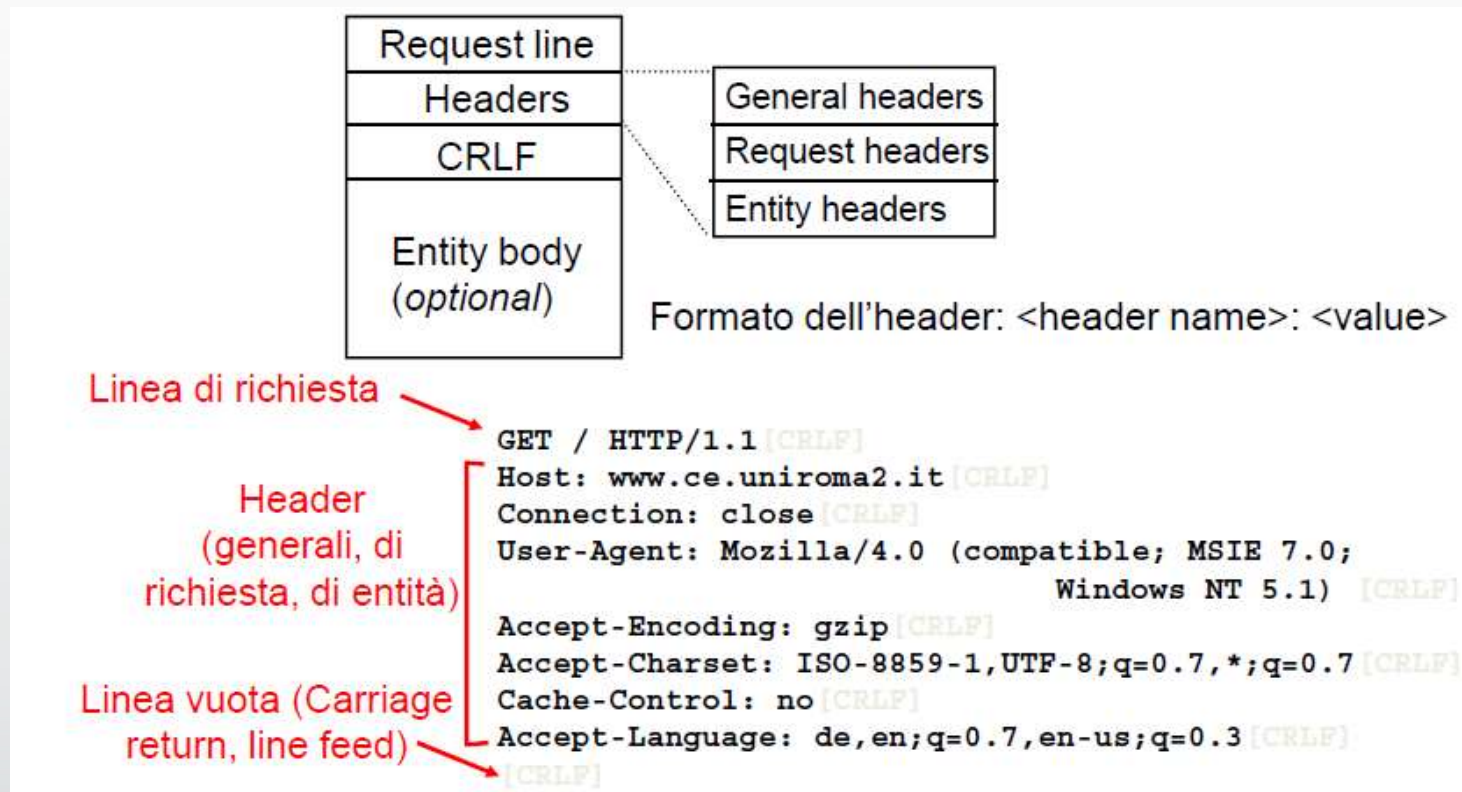 Request line
Headers
CRLF
Entity body
(optional)
General headers
Request headers
Entity headers
Formato dell'header: <header name>: <value>
Linea di richiesta
GET / HTTP/1.1[CRLF]
Host: www.ce.uniroma2.it[CRLF]
Connection: close[CRLF]
User-Agent: Mozilla/4.0 (compatible; MSIE 7.0;
Windows NT 5.1) [CRLF]
Accept-Encoding: gzip[CRLF]
Accept-Charset: ISO-8859-1,UTF-8;q=0.7,*;q=0.7[CRLF]
Cache-Control: no[CRLF]
Accept-Language: de,en;q=0.7,en-us;q=0.3[CRLF]
[CRLF]
Header
(generali, di
richiesta, di entità)
Linea vuota (Carriage
return, line feed)